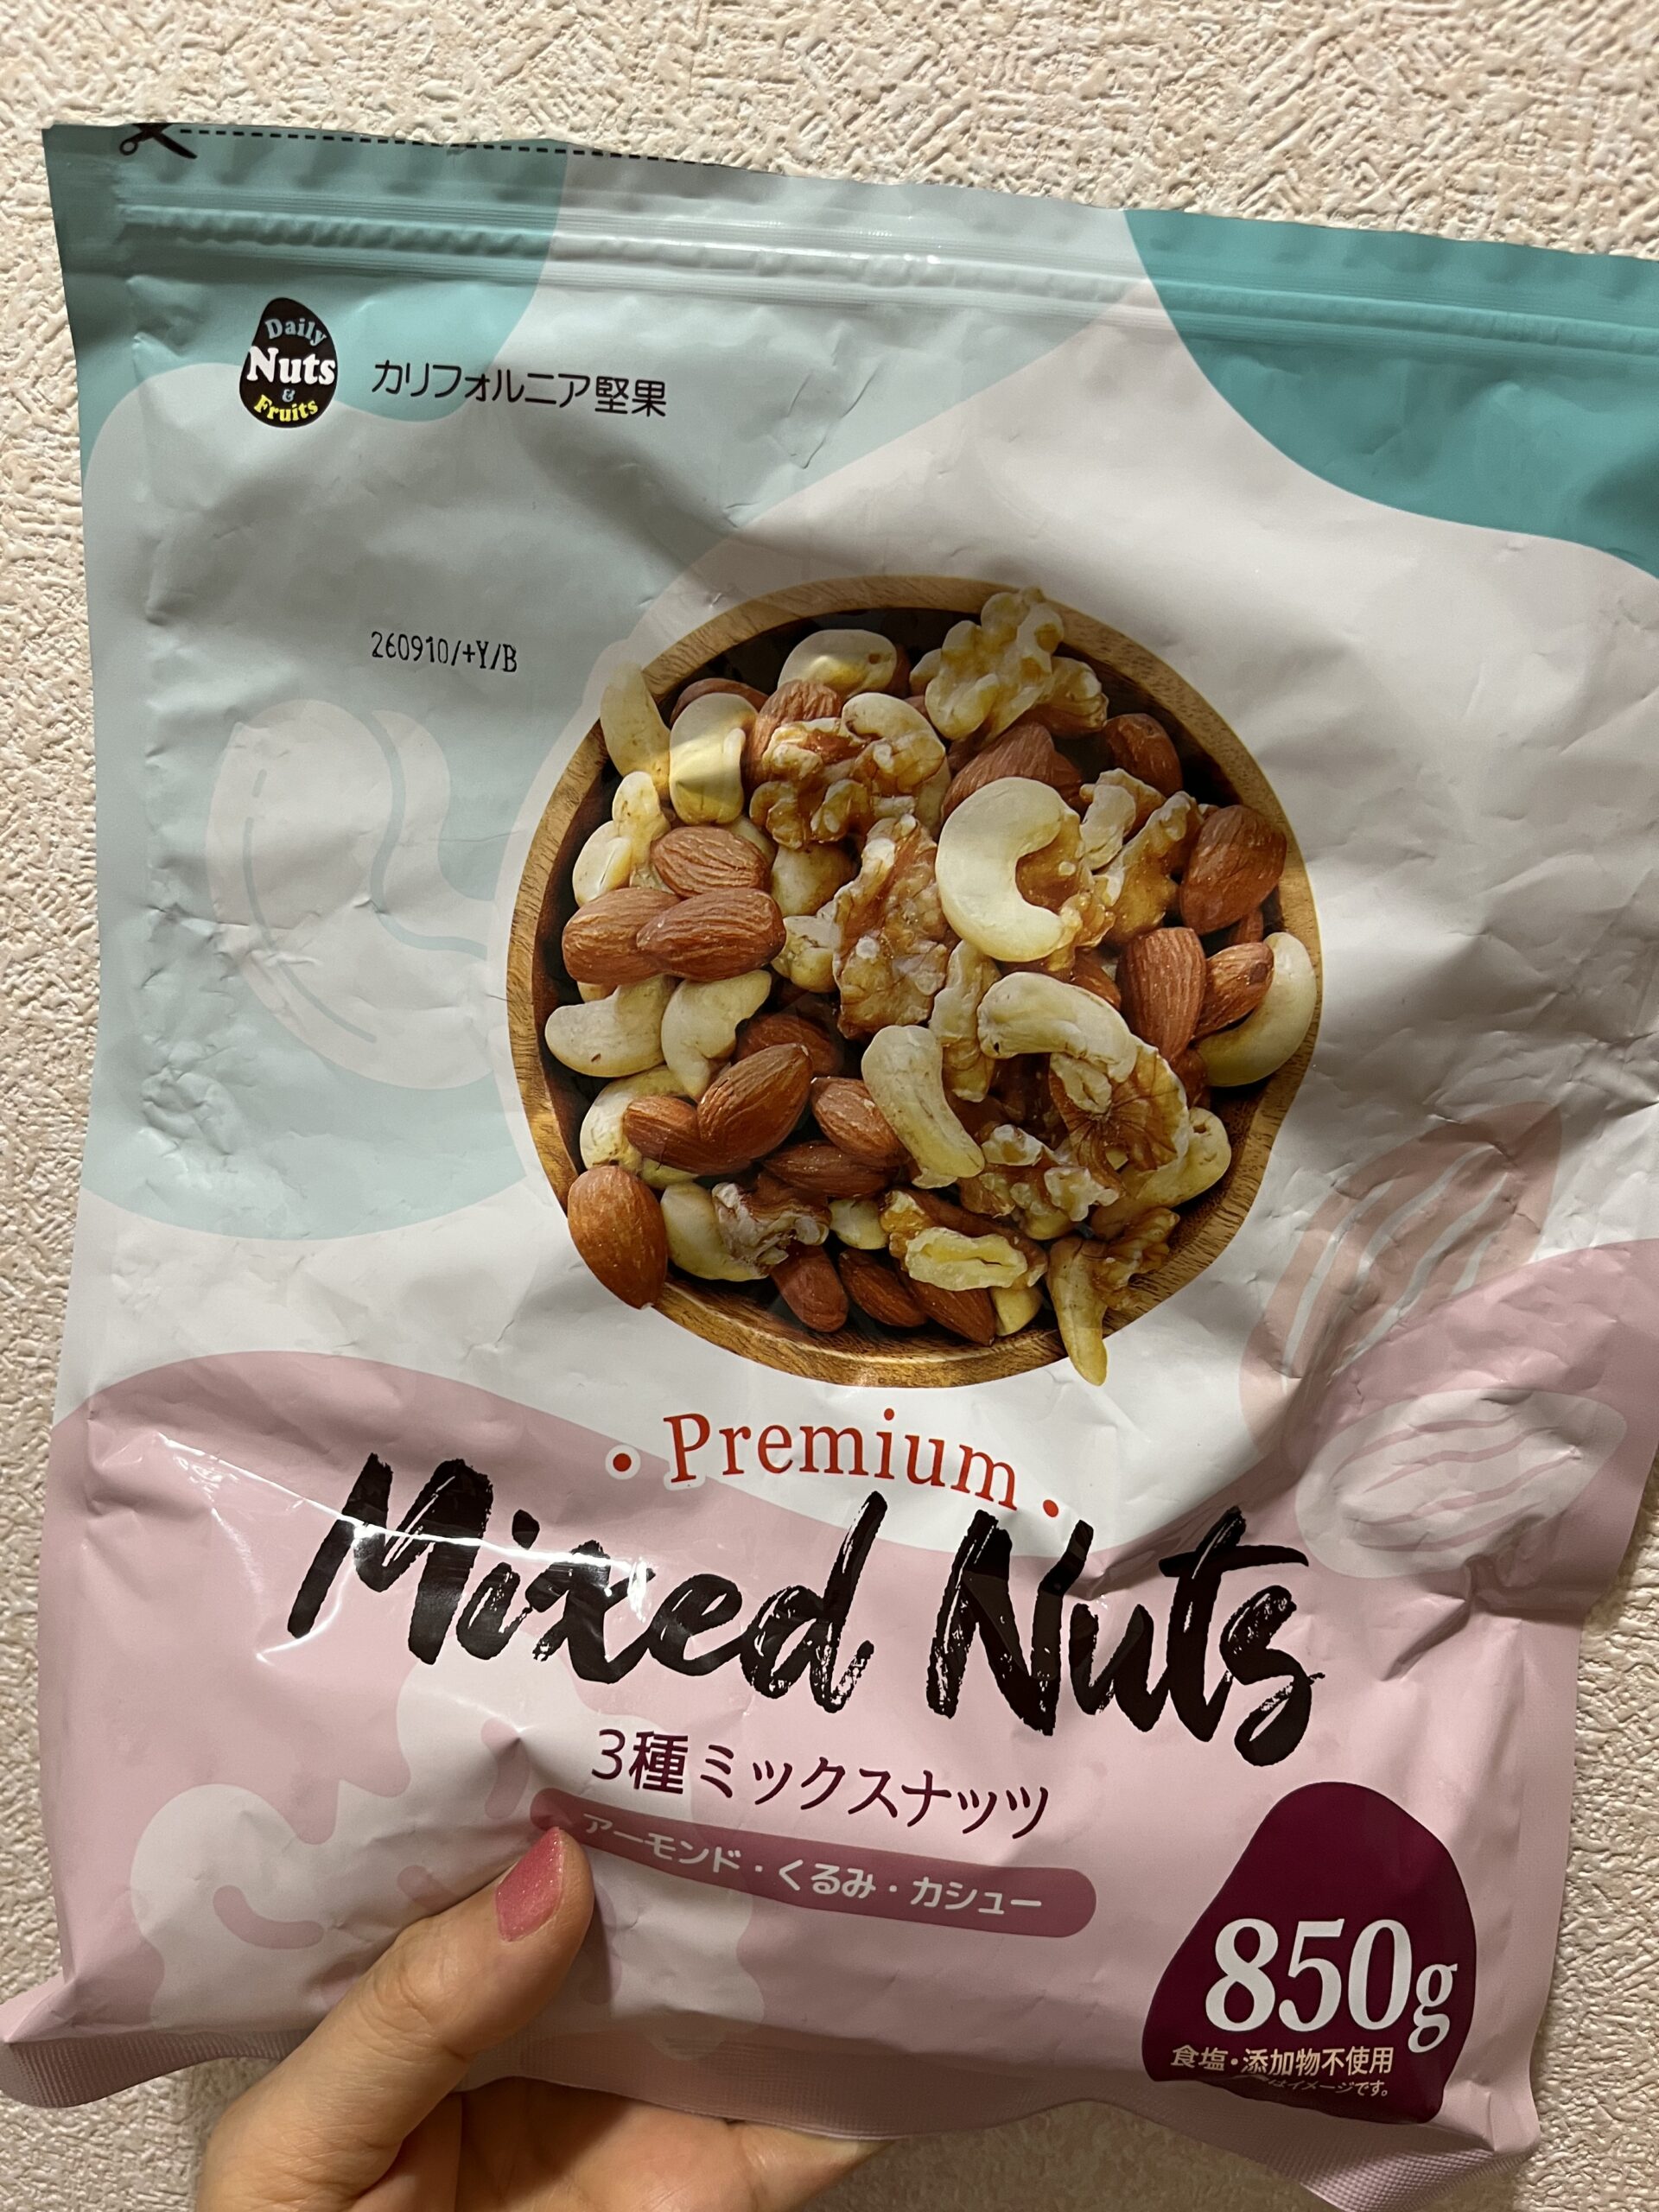 Daily
Nuts
&
Fruits
カリフォルニア堅果
260910/+Y/B
Premium
Mixed Nuts
3種ミックスナッツ
アーモンド・くるみ・カシュー
850g
食塩・添加物不使用
はイメージです。